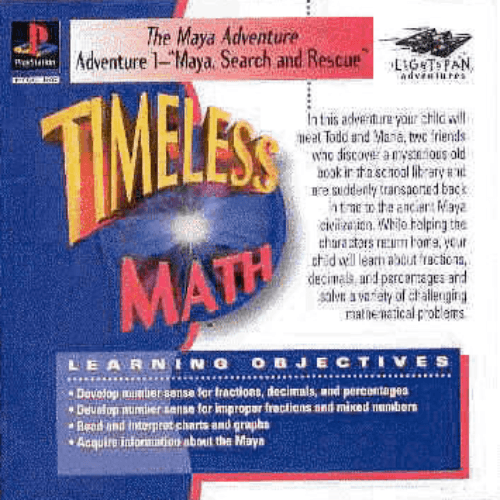 The Maya Adventure
Adventure 1–"Maya, Search and Rescue"
PlayStation
LIGHTSPAN
adventures
TIMELESS
MATH
In this adventure your child will
meet Todd and Maria, two friends
who discover a mysterious old
book in the school library and
are suddenly transported back
in time to the ancient Maya
civilization. While helping the
characters return home, your
child will learn about fractions,
decimals, and percentages and
solve a variety of challenging
mathematical problems.
LEARNING OBJECTIVES
• Develop number sense for fractions, decimals, and percentages
• Develop number sense for improper fractions and mixed numbers
• Read and interpret charts and graphs
• Acquire information about the Maya